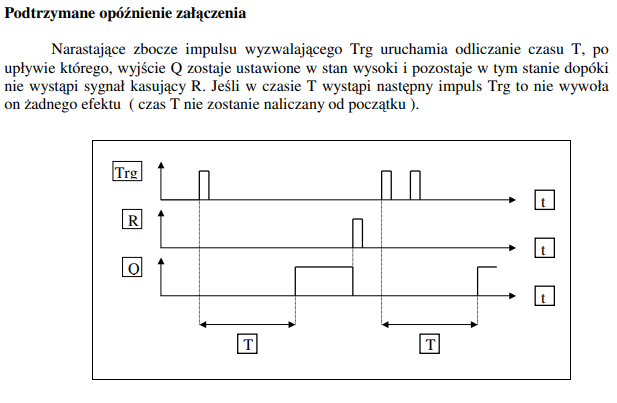 Podtrzymane opóźnienie załączenia
Narastające zbocze impulsu wyzwalającego Trg uruchamia odliczanie czasu T, po
upływie którego, wyjście Q zostaje ustawione w stan wysoki i pozostaje w tym stanie dopóki
nie wystąpi sygnał kasujący R. Jeśli w czasie T wystąpi następny impuls Trg to nie wywoła
on żadnego efektu ( czas T nie zostanie naliczany od początku ).
Trg
t
R
t
Q
t
T
T